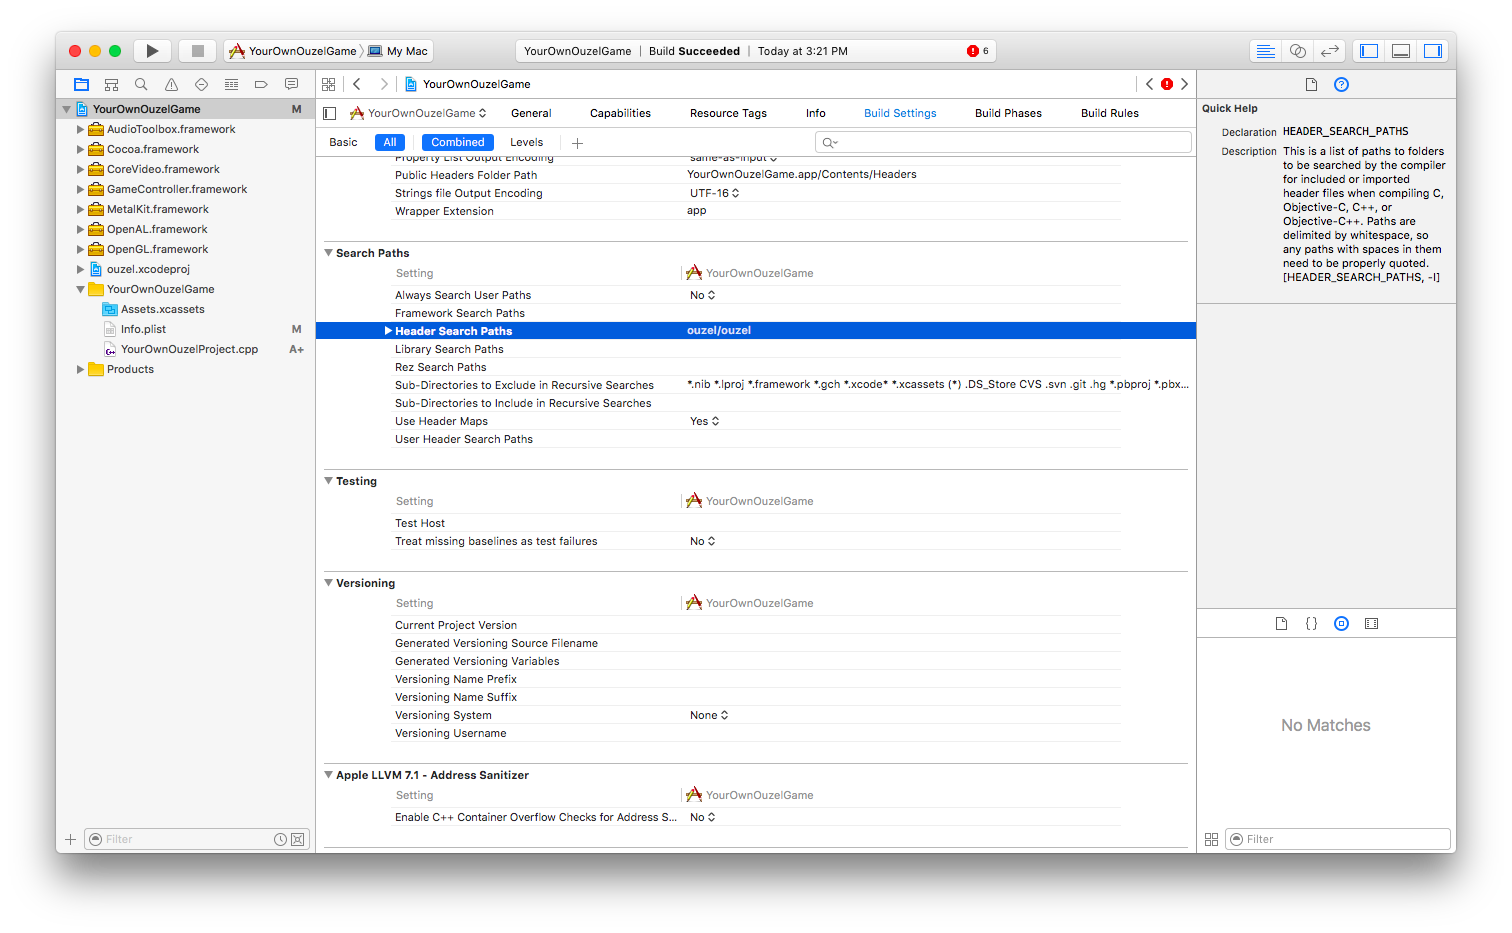 YourOwnOuzelGame My Mac
YourOwnOuzelGame | Build Succeeded | Today at 3:21 PM 6
YourOwnOuzelGame M
AudioToolbox.framework
Cocoa.framework
CoreVideo.framework
GameController.framework
MetalKit.framework
OpenAL.framework
OpenGL.framework
ouzel.xcodeproj
YourOwnOuzelGame
Assets.xcassets
Info.plist M
YourOwnOuzelProject.cpp A+
Products
Filter
YourOwnOuzelGame
YourOwnOuzelGame General Capabilities Resource Tags Info Build Settings Build Phases Build Rules
Basic All Combined Levels
Property List Output Encoding same-as-input
Public Headers Folder Path YourOwnOuzelGame.app/Contents/Headers
Strings file Output Encoding UTF-16
Wrapper Extension app
Search Paths
Setting YourOwnOuzelGame
Always Search User Paths No
Framework Search Paths
Header Search Paths ouzel/ouzel
Library Search Paths
Rez Search Paths
Sub-Directories to Exclude in Recursive Searches *.nib *.lproj *.framework *.gch *.xcode* *.xcassets (*) .DS_Store CVS .svn .git .hg *.pbproj *.pbx...
Sub-Directories to Include in Recursive Searches
Use Header Maps Yes
User Header Search Paths
Testing
Setting YourOwnOuzelGame
Test Host
Treat missing baselines as test failures No
Versioning
Setting YourOwnOuzelGame
Current Project Version
Generated Versioning Source Filename
Generated Versioning Variables
Versioning Name Prefix
Versioning Name Suffix
Versioning System None
Versioning Username
Apple LLVM 7.1 - Address Sanitizer
Setting YourOwnOuzelGame
Enable C++ Container Overflow Checks for Address S... No
Quick Help
Declaration HEADER_SEARCH_PATHS
Description This is a list of paths to folders
to be searched by the compiler
for included or imported
header files when compiling C,
Objective-C, C++, or
Objective-C++. Paths are
delimited by whitespace, so
any paths with spaces in them
need to be properly quoted.
[HEADER_SEARCH_PATHS, -I]
No Matches
Filter